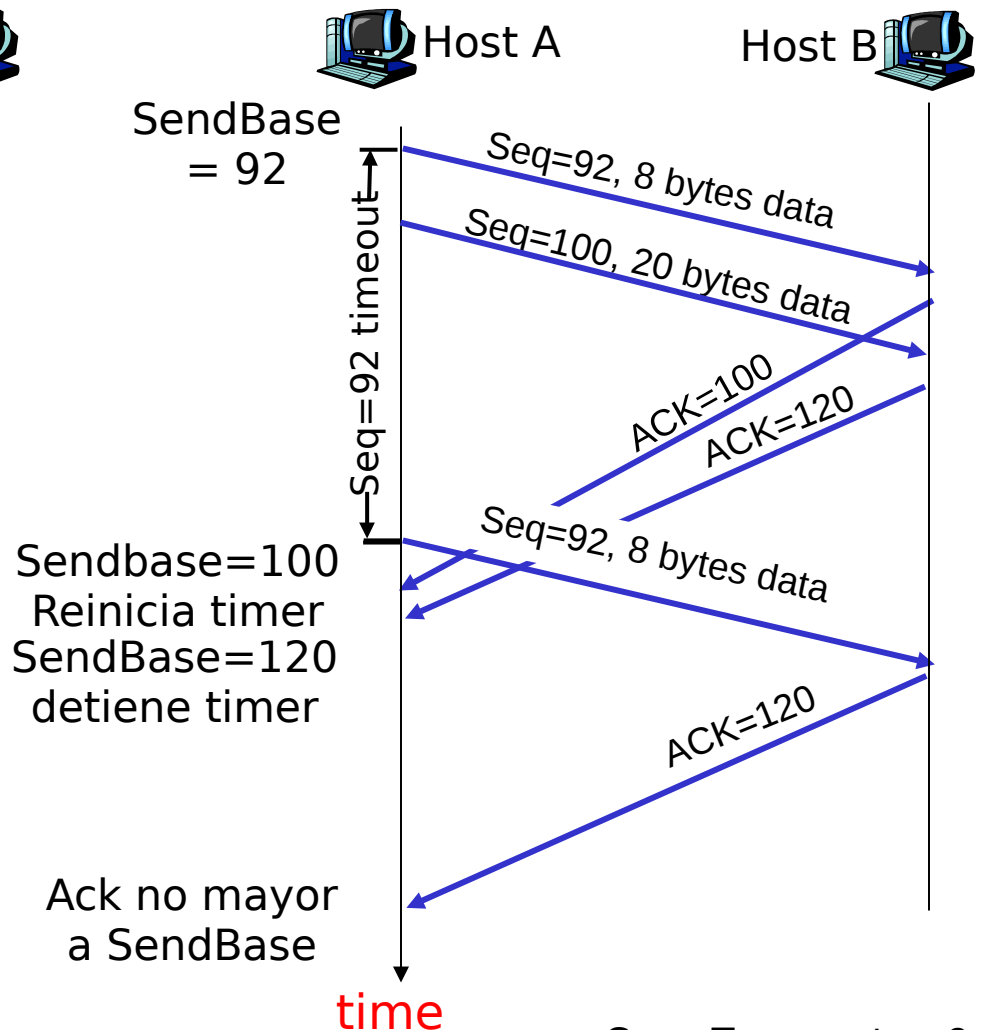 Host A
Host B
SendBase
= 92
Seq=92, 8 bytes data
Seq=100, 20 bytes data
Seq=92 timeout
ACK=100
ACK=120
Seq=92, 8 bytes data
Sendbase=100
Reinicia timer
SendBase=120
detiene timer
ACK=120
Ack no mayor
a SendBase
time